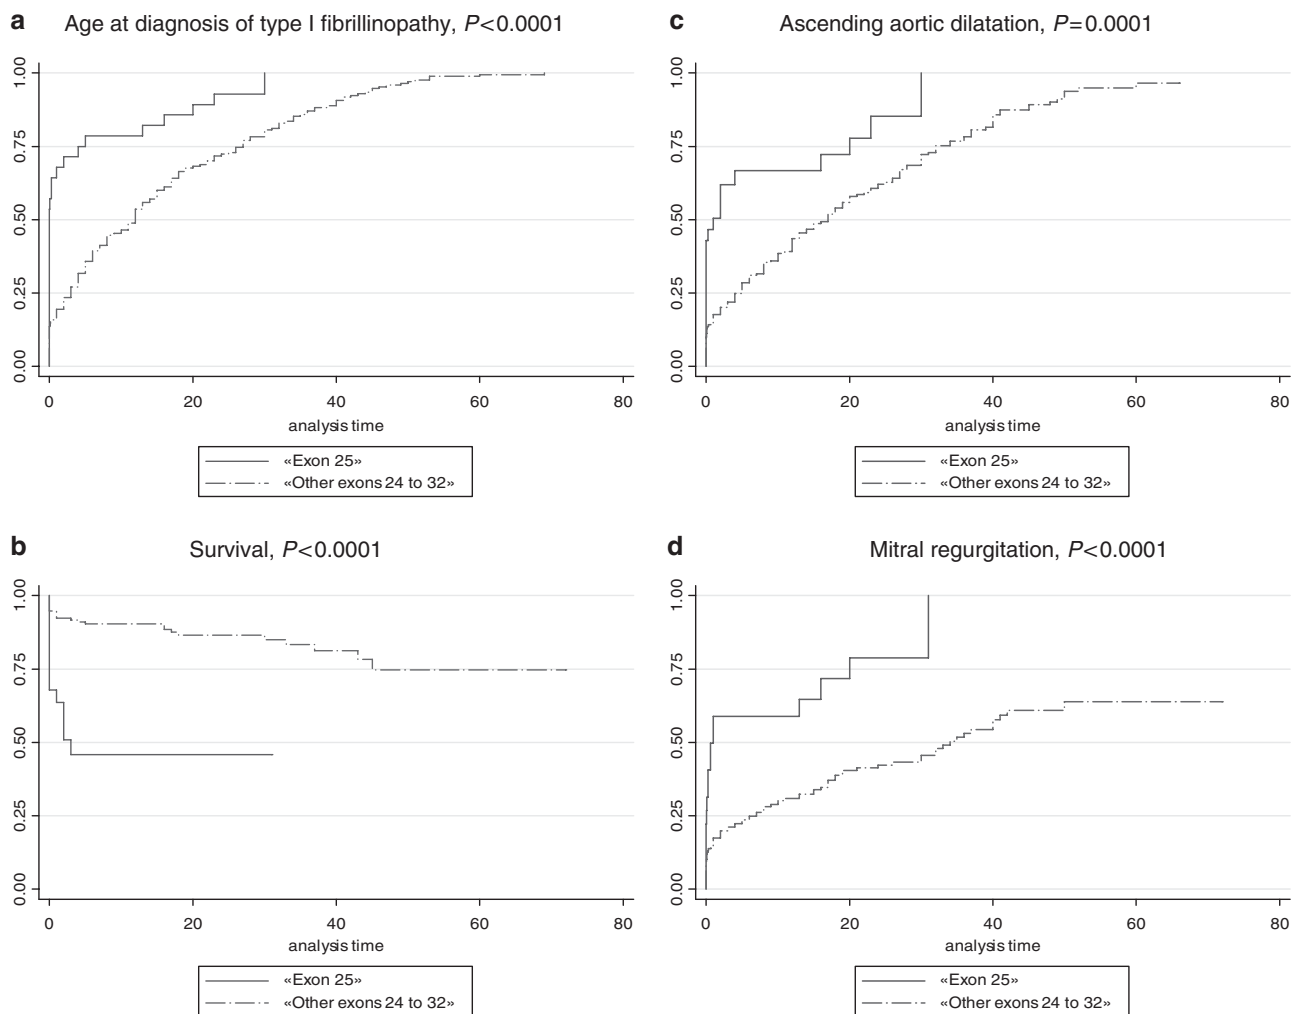 a Age at diagnosis of type I fibrillinopathy, P<0.0001
1.00
0.75
0.50
0.25
0.00
0 20 40 60 80
analysis time
«Exon 25»
«Other exons 24 to 32»
c Ascending aortic dilatation, P=0.0001
1.00
0.75
0.50
0.25
0.00
0 20 40 60 80
analysis time
«Exon 25»
«Other exons 24 to 32»
b Survival, P<0.0001
1.00
0.75
0.50
0.25
0.00
0 20 40 60 80
analysis time
«Exon 25»
«Other exons 24 to 32»
d Mitral regurgitation, P<0.0001
1.00
0.75
0.50
0.25
0.00
0 20 40 60 80
analysis time
«Exon 25»
«Other exons 24 to 32»